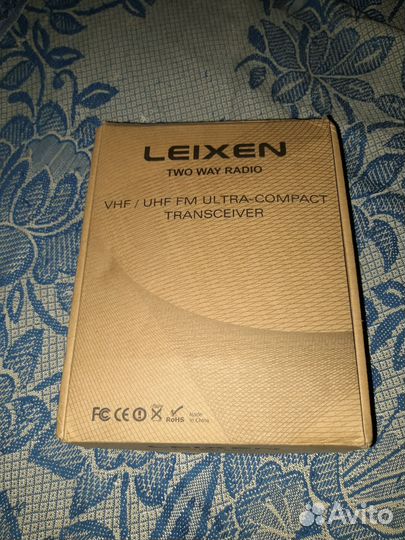 LEIXEN
TWO WAY RADIO
VHF / UHF FM ULTRA-COMPACT
TRANSCEIVER
FC CE RoHS Made
in China
Avito